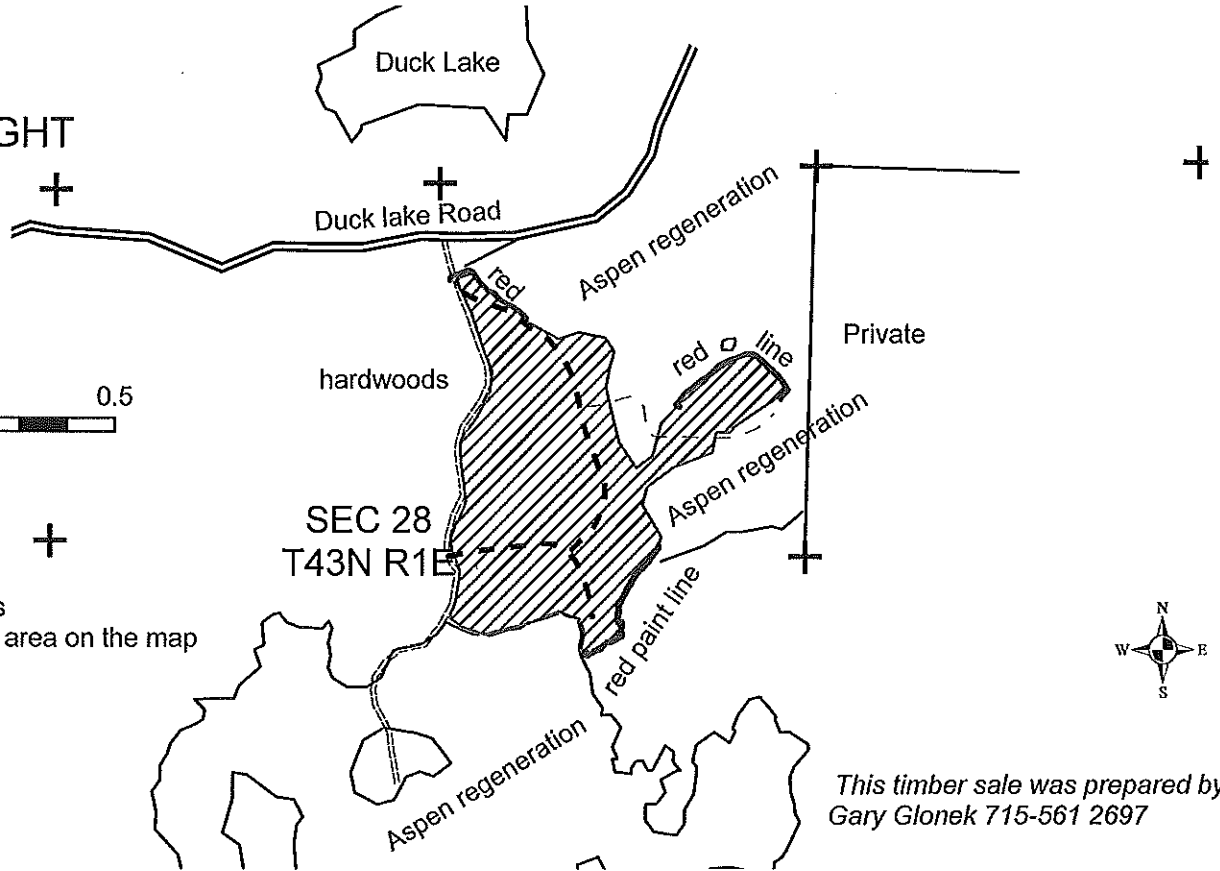 Duck Lake
GHT
Duck lake Road
Aspen regeneration
red
red line
Private
hardwoods
0.5
Aspen regeneration
SEC 28
T43N R1E
s
area on the map
red paint line
N
W E
S
Aspen regeneration
This timber sale was prepared by
Gary Glonek 715-561 2697